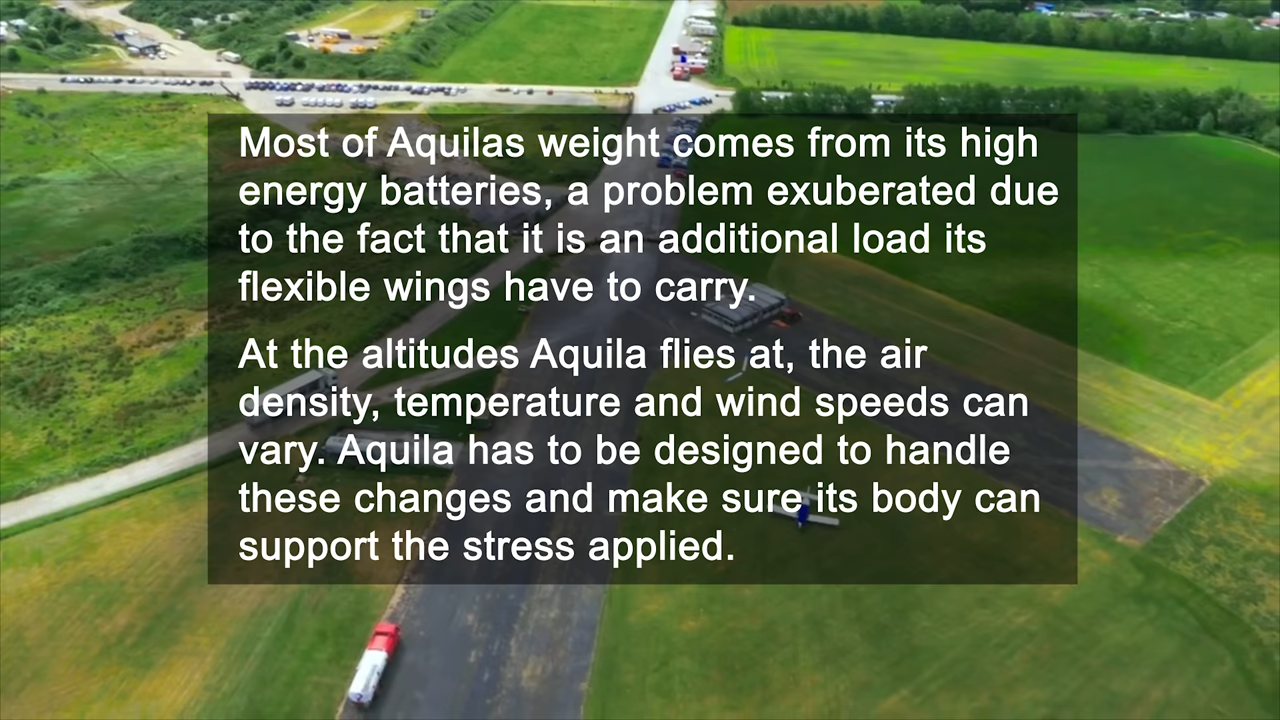 Most of Aquilas weight comes from its high
energy batteries, a problem exuberated due
to the fact that it is an additional load its
flexible wings have to carry.
At the altitudes Aquila flies at, the air
density, temperature and wind speeds can
vary. Aquila has to be designed to handle
these changes and make sure its body can
support the stress applied.